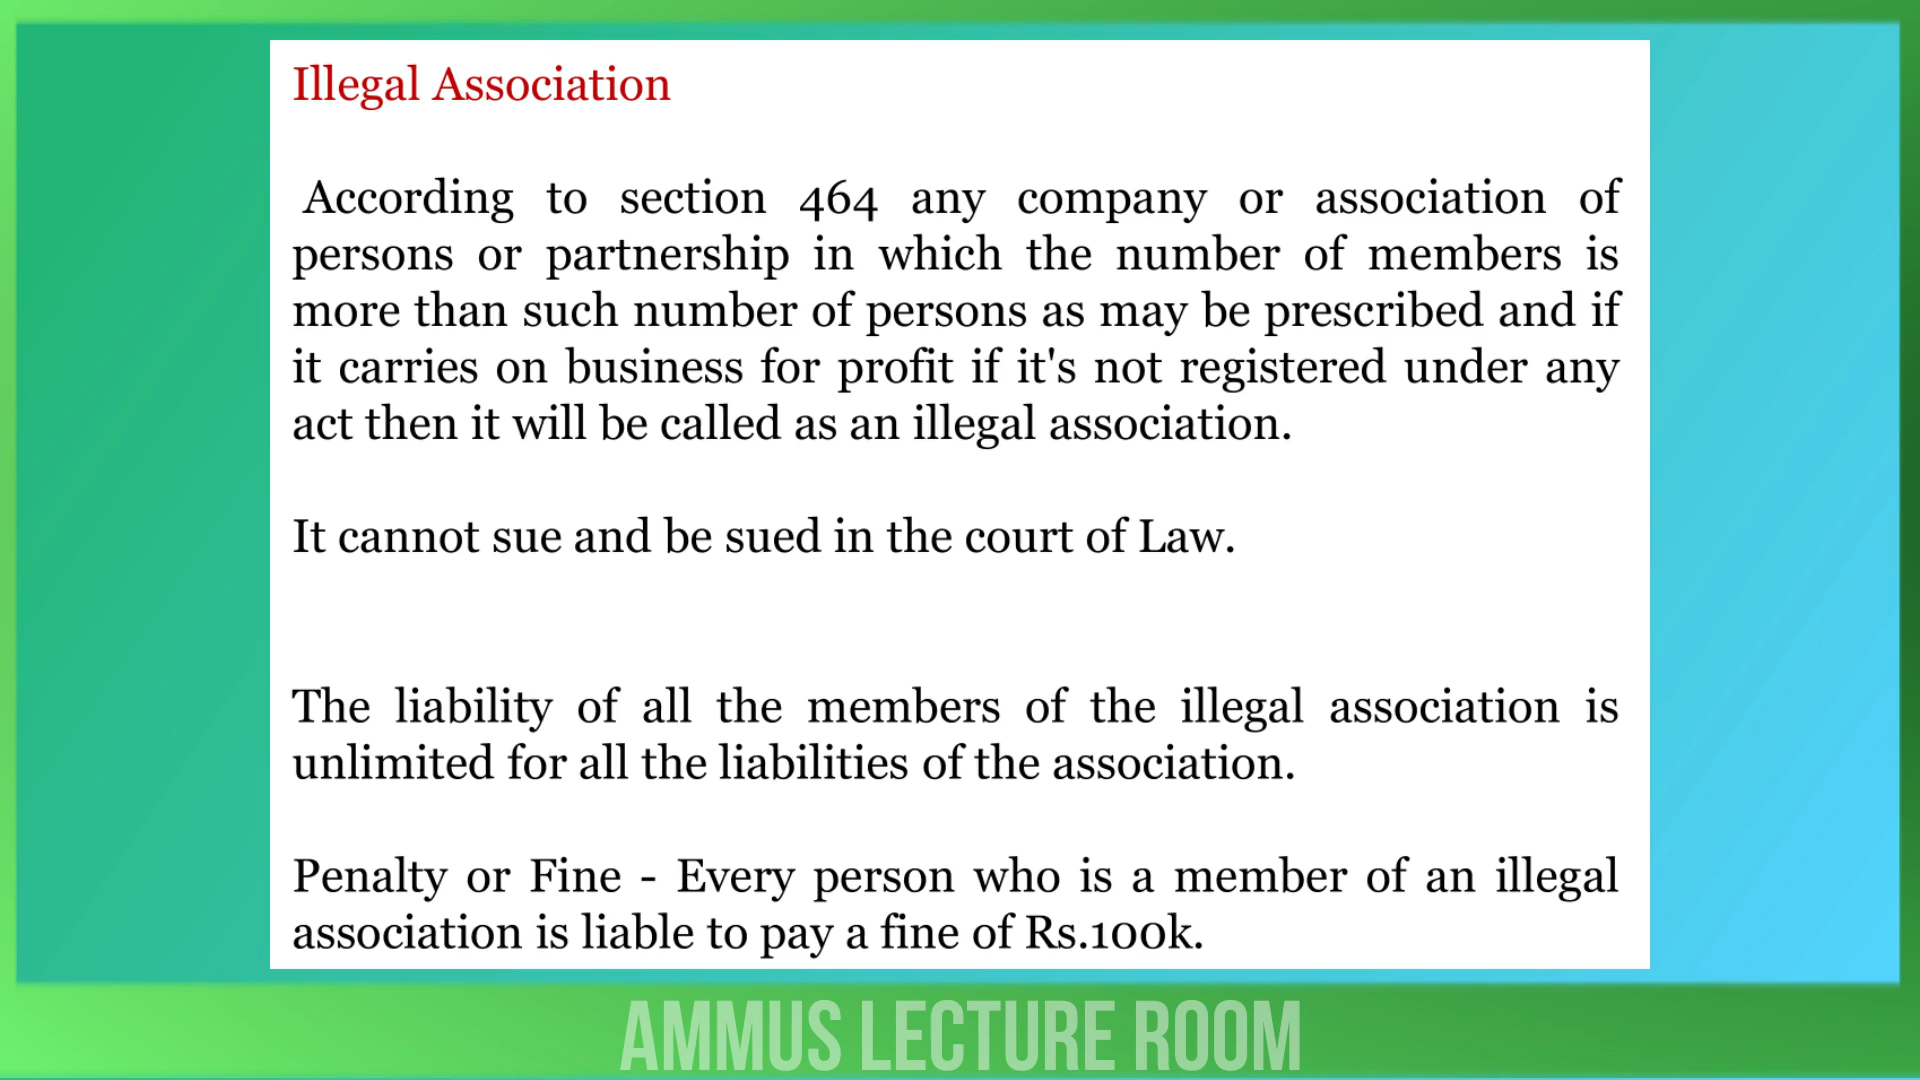 Illegal Association
According to section 464 any company or association of
persons or partnership in which the number of members is
more than such number of persons as may be prescribed and if
it carries on business for profit if it's not registered under any
act then it will be called as an illegal association.
It cannot sue and be sued in the court of Law.
The liability of all the members of the illegal association is
unlimited for all the liabilities of the association.
Penalty or Fine - Every person who is a member of an illegal
association is liable to pay a fine of Rs.100k.
AMMUS LECTURE ROOM